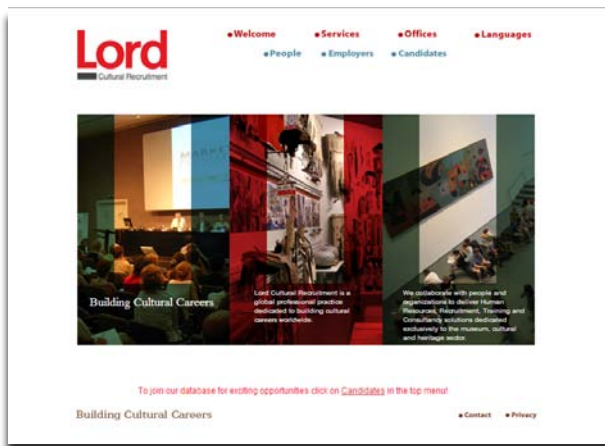 Lord
Cultural Recruitment
Welcome Services Offices Languages
People Employers Candidates
MARKE
Building Cultural Careers
Lord Cultural Recruitment is a
global professional practice
dedicated to building cultural
careers worldwide.
We collaborate with people and
organizations to deliver Human
Resources, Recruitment, Training and
Consultancy solutions dedicated
exclusively to the museum, cultural
and heritage sector.
To join our database for exciting opportunities click on Candidates in the top menu!
Building Cultural Careers
Contact Privacy